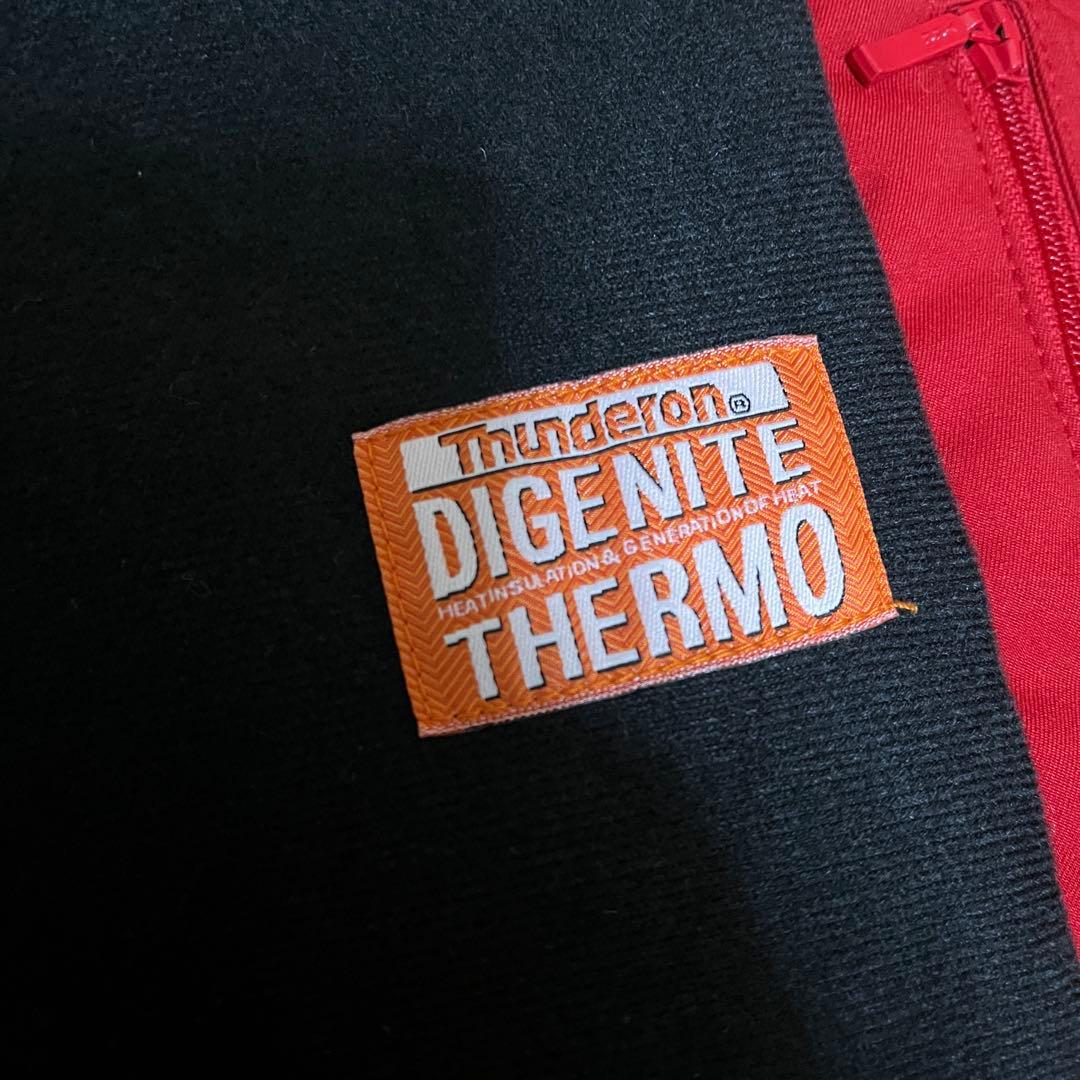 Thunderon®
DIGENITE
HEAT INSULATION & GENERATION OF HEAT
THERMO